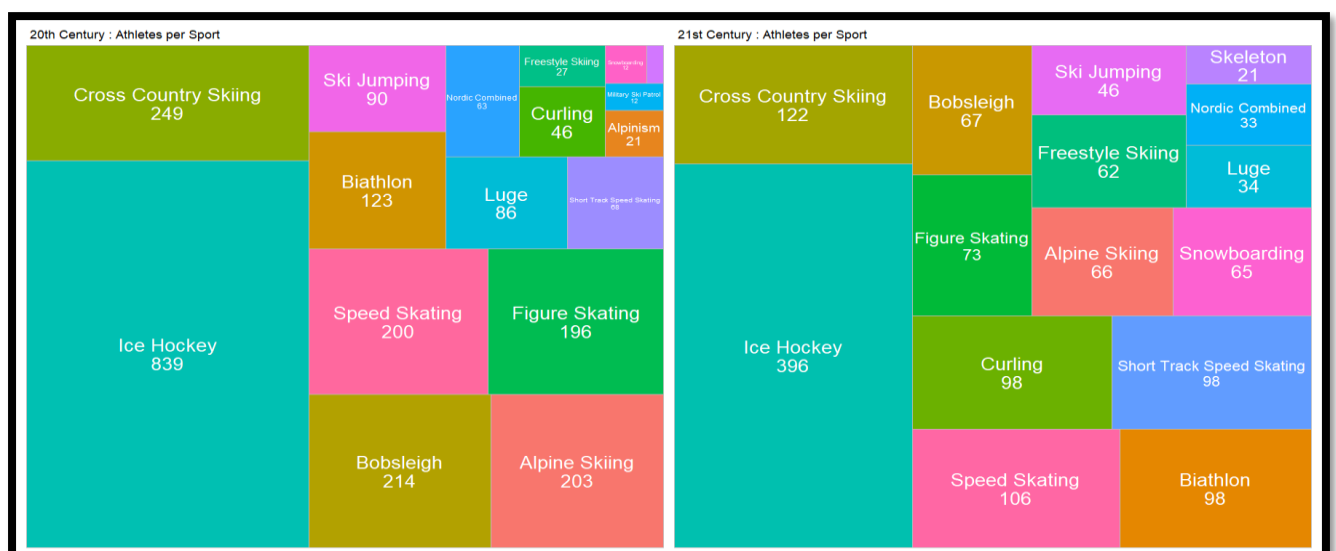 20th Century : Athletes per Sport
Cross Country Skiing
249
Ice Hockey
839
Ski Jumping
90
Biathlon
123
Nordic Combined
63
Freestyle Skiing
27
Snowboarding
12
Curling
46
Military Ski Patrol
12
Alpinism
21
Luge
86
Short Track Speed Skating
68
Speed Skating
200
Figure Skating
196
Bobsleigh
214
Alpine Skiing
203
21st Century : Athletes per Sport
Cross Country Skiing
122
Ice Hockey
396
Bobsleigh
67
Figure Skating
73
Ski Jumping
46
Freestyle Skiing
62
Skeleton
21
Nordic Combined
33
Luge
34
Alpine Skiing
66
Snowboarding
65
Curling
98
Short Track Speed Skating
98
Speed Skating
106
Biathlon
98